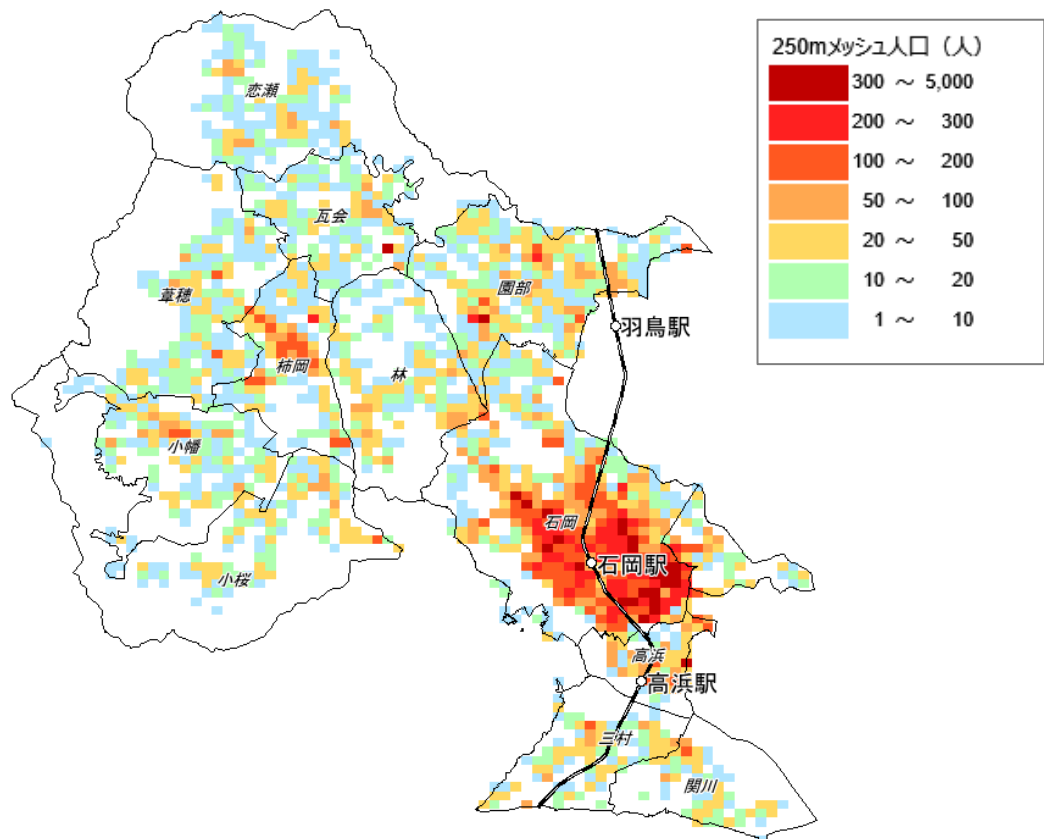 250mメッシュ人口（人）
300 ～ 5,000
200 ～ 300
100 ～ 200
50 ～ 100
20 ～ 50
10 ～ 20
1 ～ 10
恋瀬
瓦会
園部
葦穂
羽鳥駅
柿岡
林
小幡
石岡
石岡駅
小桜
高浜
高浜駅
三村
関川